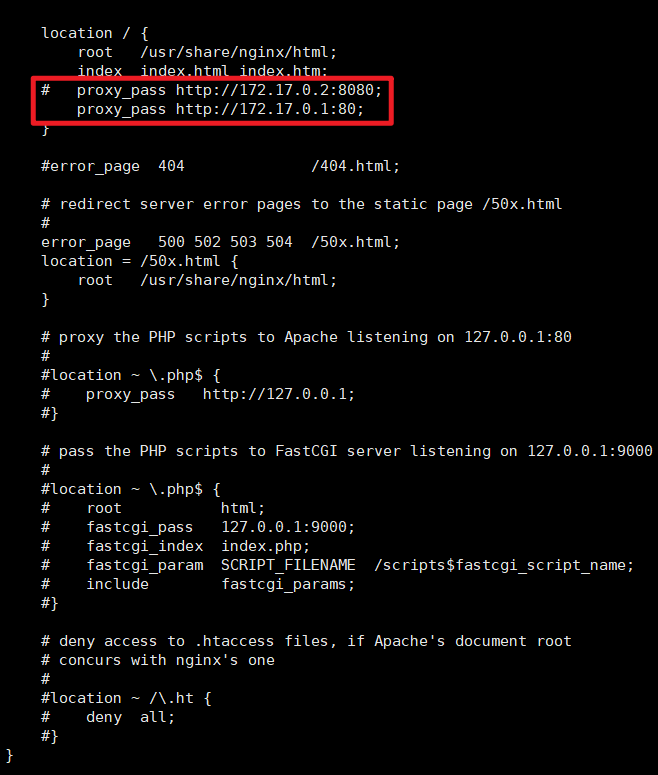 location / {
root   /usr/share/nginx/html;
index  index.html index.htm;
#   proxy_pass http://172.17.0.2:8080;
proxy_pass http://172.17.0.1:80;
}
#error_page  404              /404.html;
# redirect server error pages to the static page /50x.html
#
error_page   500 502 503 504  /50x.html;
location = /50x.html {
root   /usr/share/nginx/html;
}
# proxy the PHP scripts to Apache listening on 127.0.0.1:80
#
#location ~ \.php$ {
#    proxy_pass   http://127.0.0.1;
#}
# pass the PHP scripts to FastCGI server listening on 127.0.0.1:9000
#
#location ~ \.php$ {
#    root           html;
#    fastcgi_pass   127.0.0.1:9000;
#    fastcgi_index  index.php;
#    fastcgi_param  SCRIPT_FILENAME  /scripts$fastcgi_script_name;
#    include        fastcgi_params;
#}
# deny access to .htaccess files, if Apache's document root
# concurs with nginx's one
#
#location ~ /\.ht {
#    deny  all;
#}
}